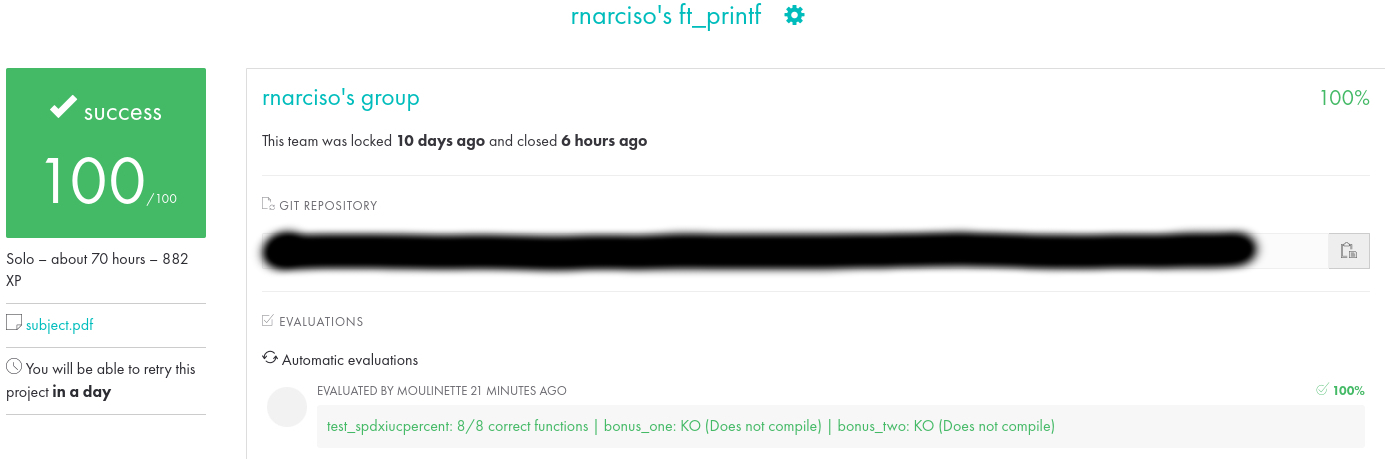 rnarciso's ft_printf
success
100/100
Solo – about 70 hours – 882
XP
subject.pdf
You will be able to retry this
project in a day
rnarciso's group
100%
This team was locked 10 days ago and closed 6 hours ago
GIT REPOSITORY
EVALUATIONS
Automatic evaluations
EVALUATED BY MOULINETTE 21 MINUTES AGO
100%
test_spdxiucpercent: 8/8 correct functions | bonus_one: KO (Does not compile) | bonus_two: KO (Does not compile)